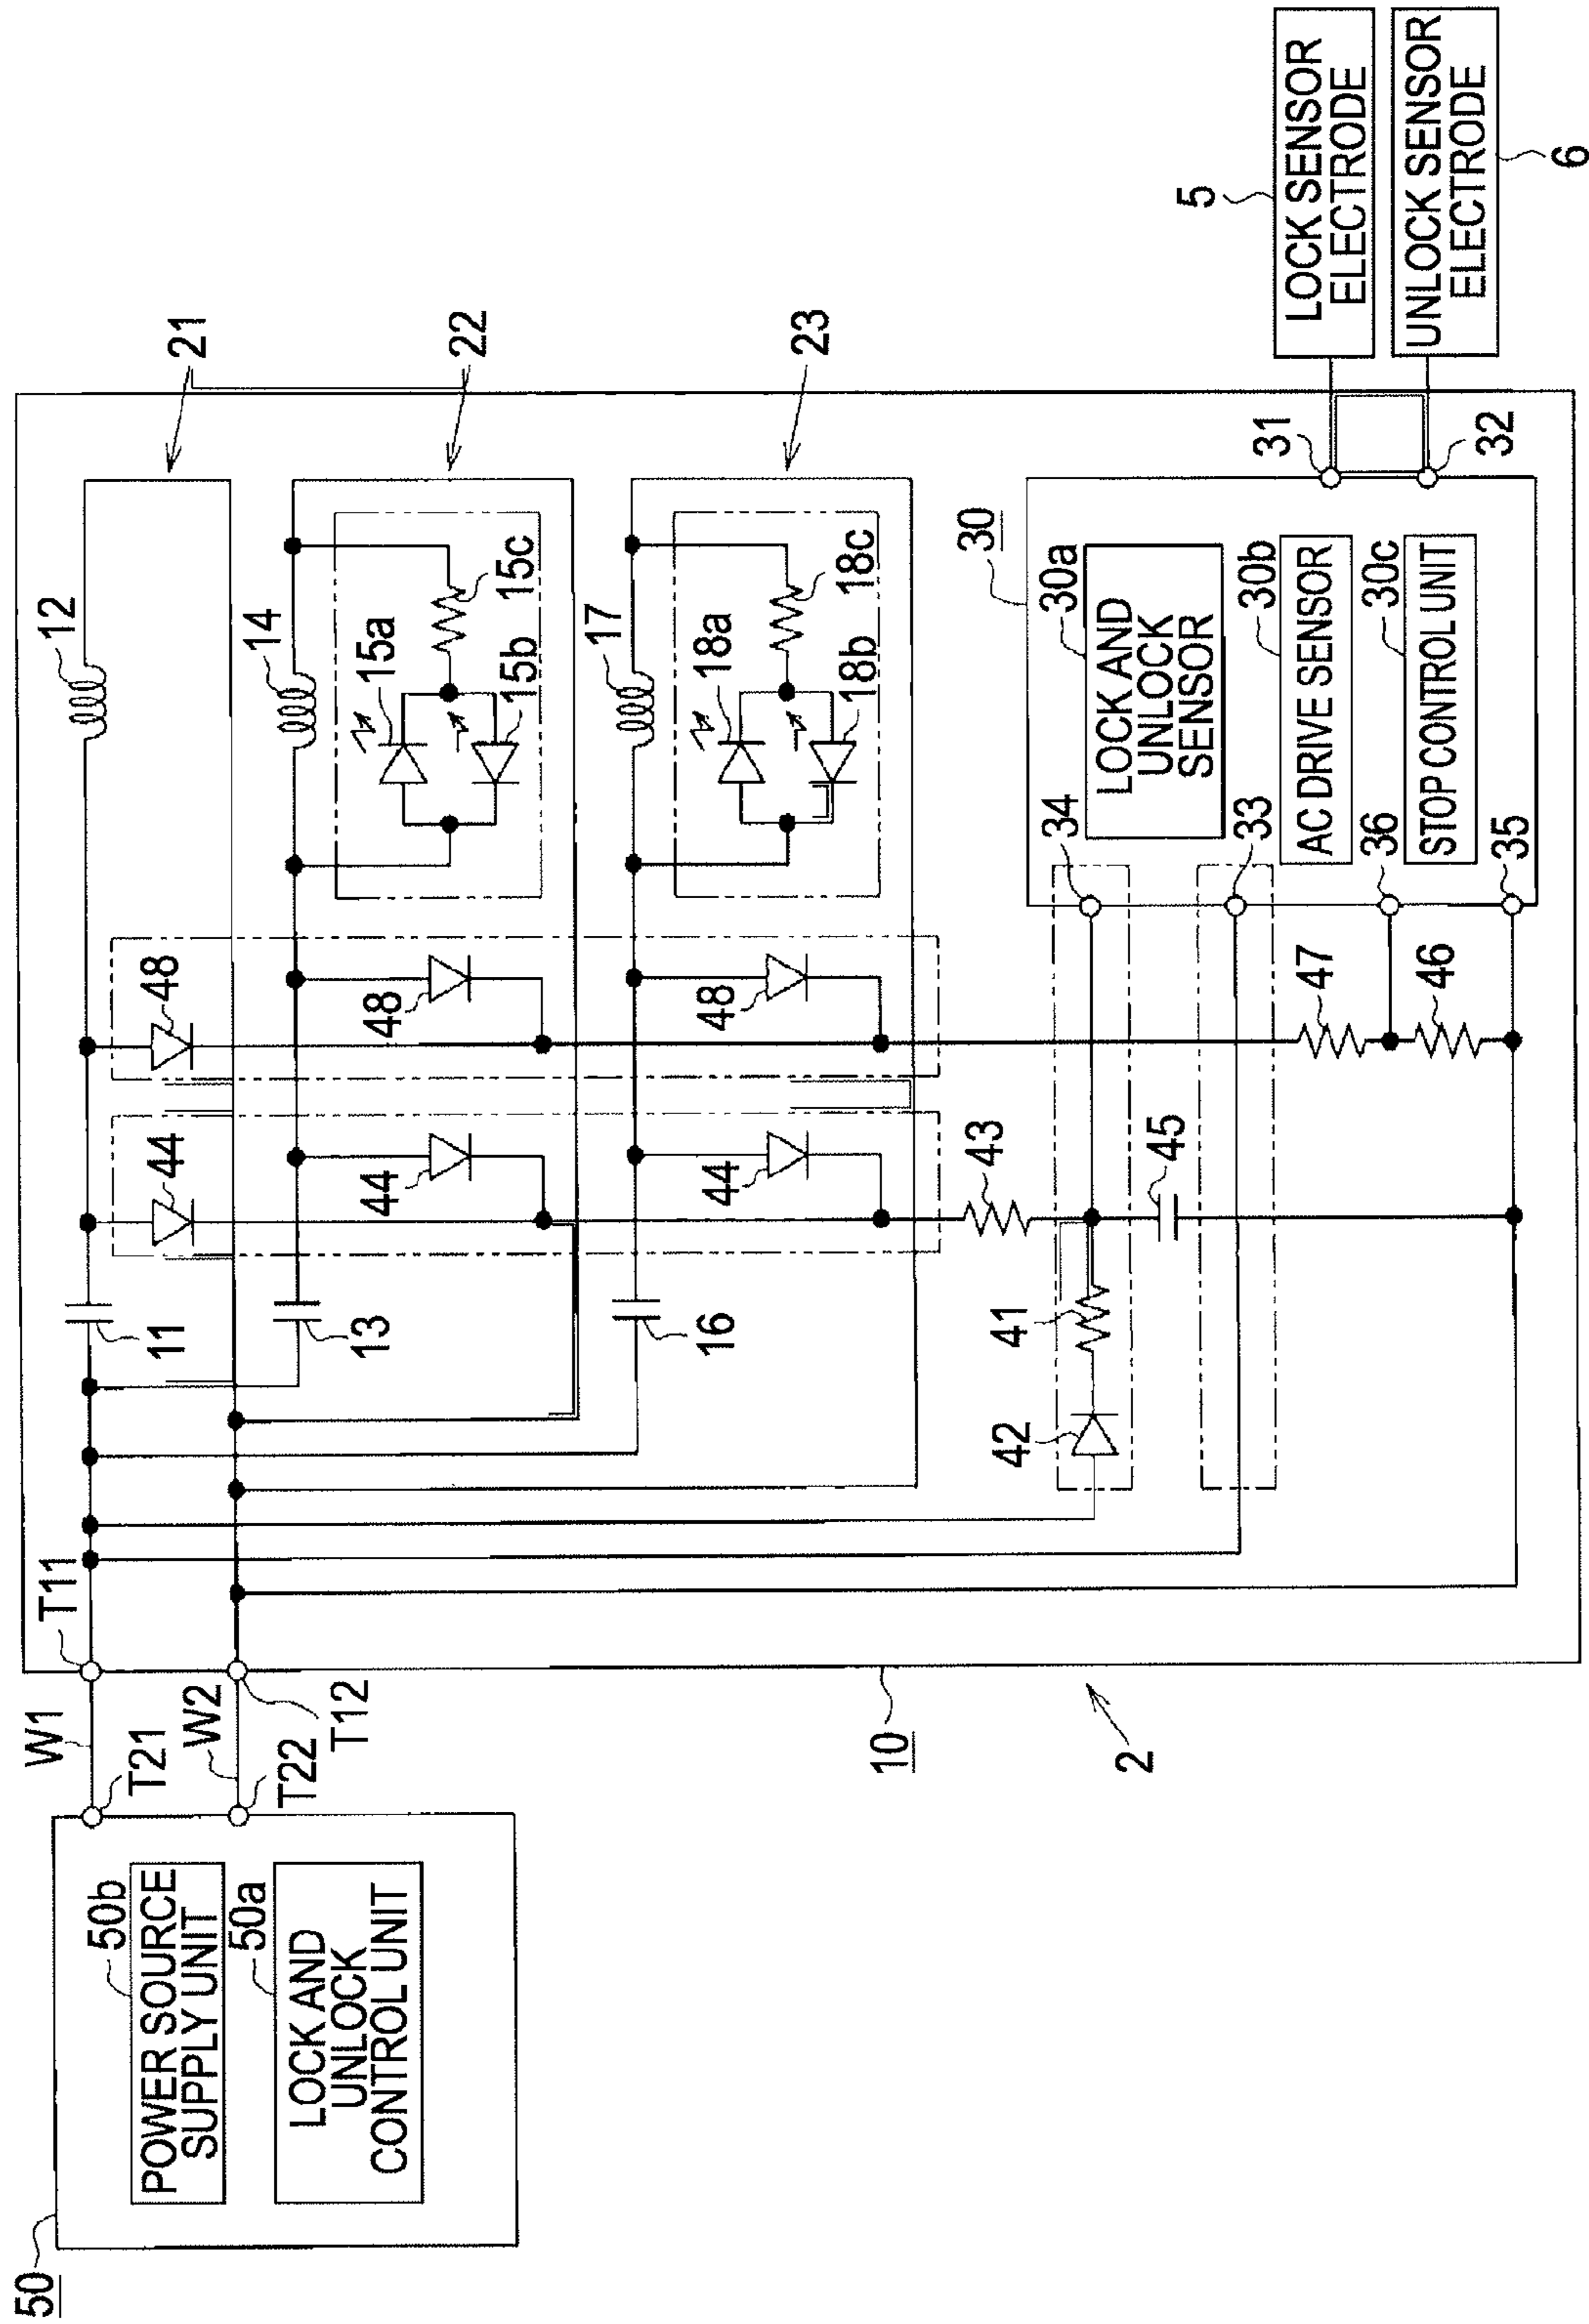 50
50b
POWER SOURCE
SUPPLY UNIT
50a
LOCK AND
UNLOCK
CONTROL UNIT
W1
T21
W2
T22
T11
T12
10
2
11
12
13
14
15a
15b
15c
16
17
18a
18b
18c
21
22
23
44
44
44
48
48
48
41
42
43
45
46
47
30
30a
LOCK AND
UNLOCK
SENSOR
30b
AC DRIVE SENSOR
30c
STOP CONTROL UNIT
31
32
33
34
35
36
5
LOCK SENSOR
ELECTRODE
6
UNLOCK SENSOR
ELECTRODE